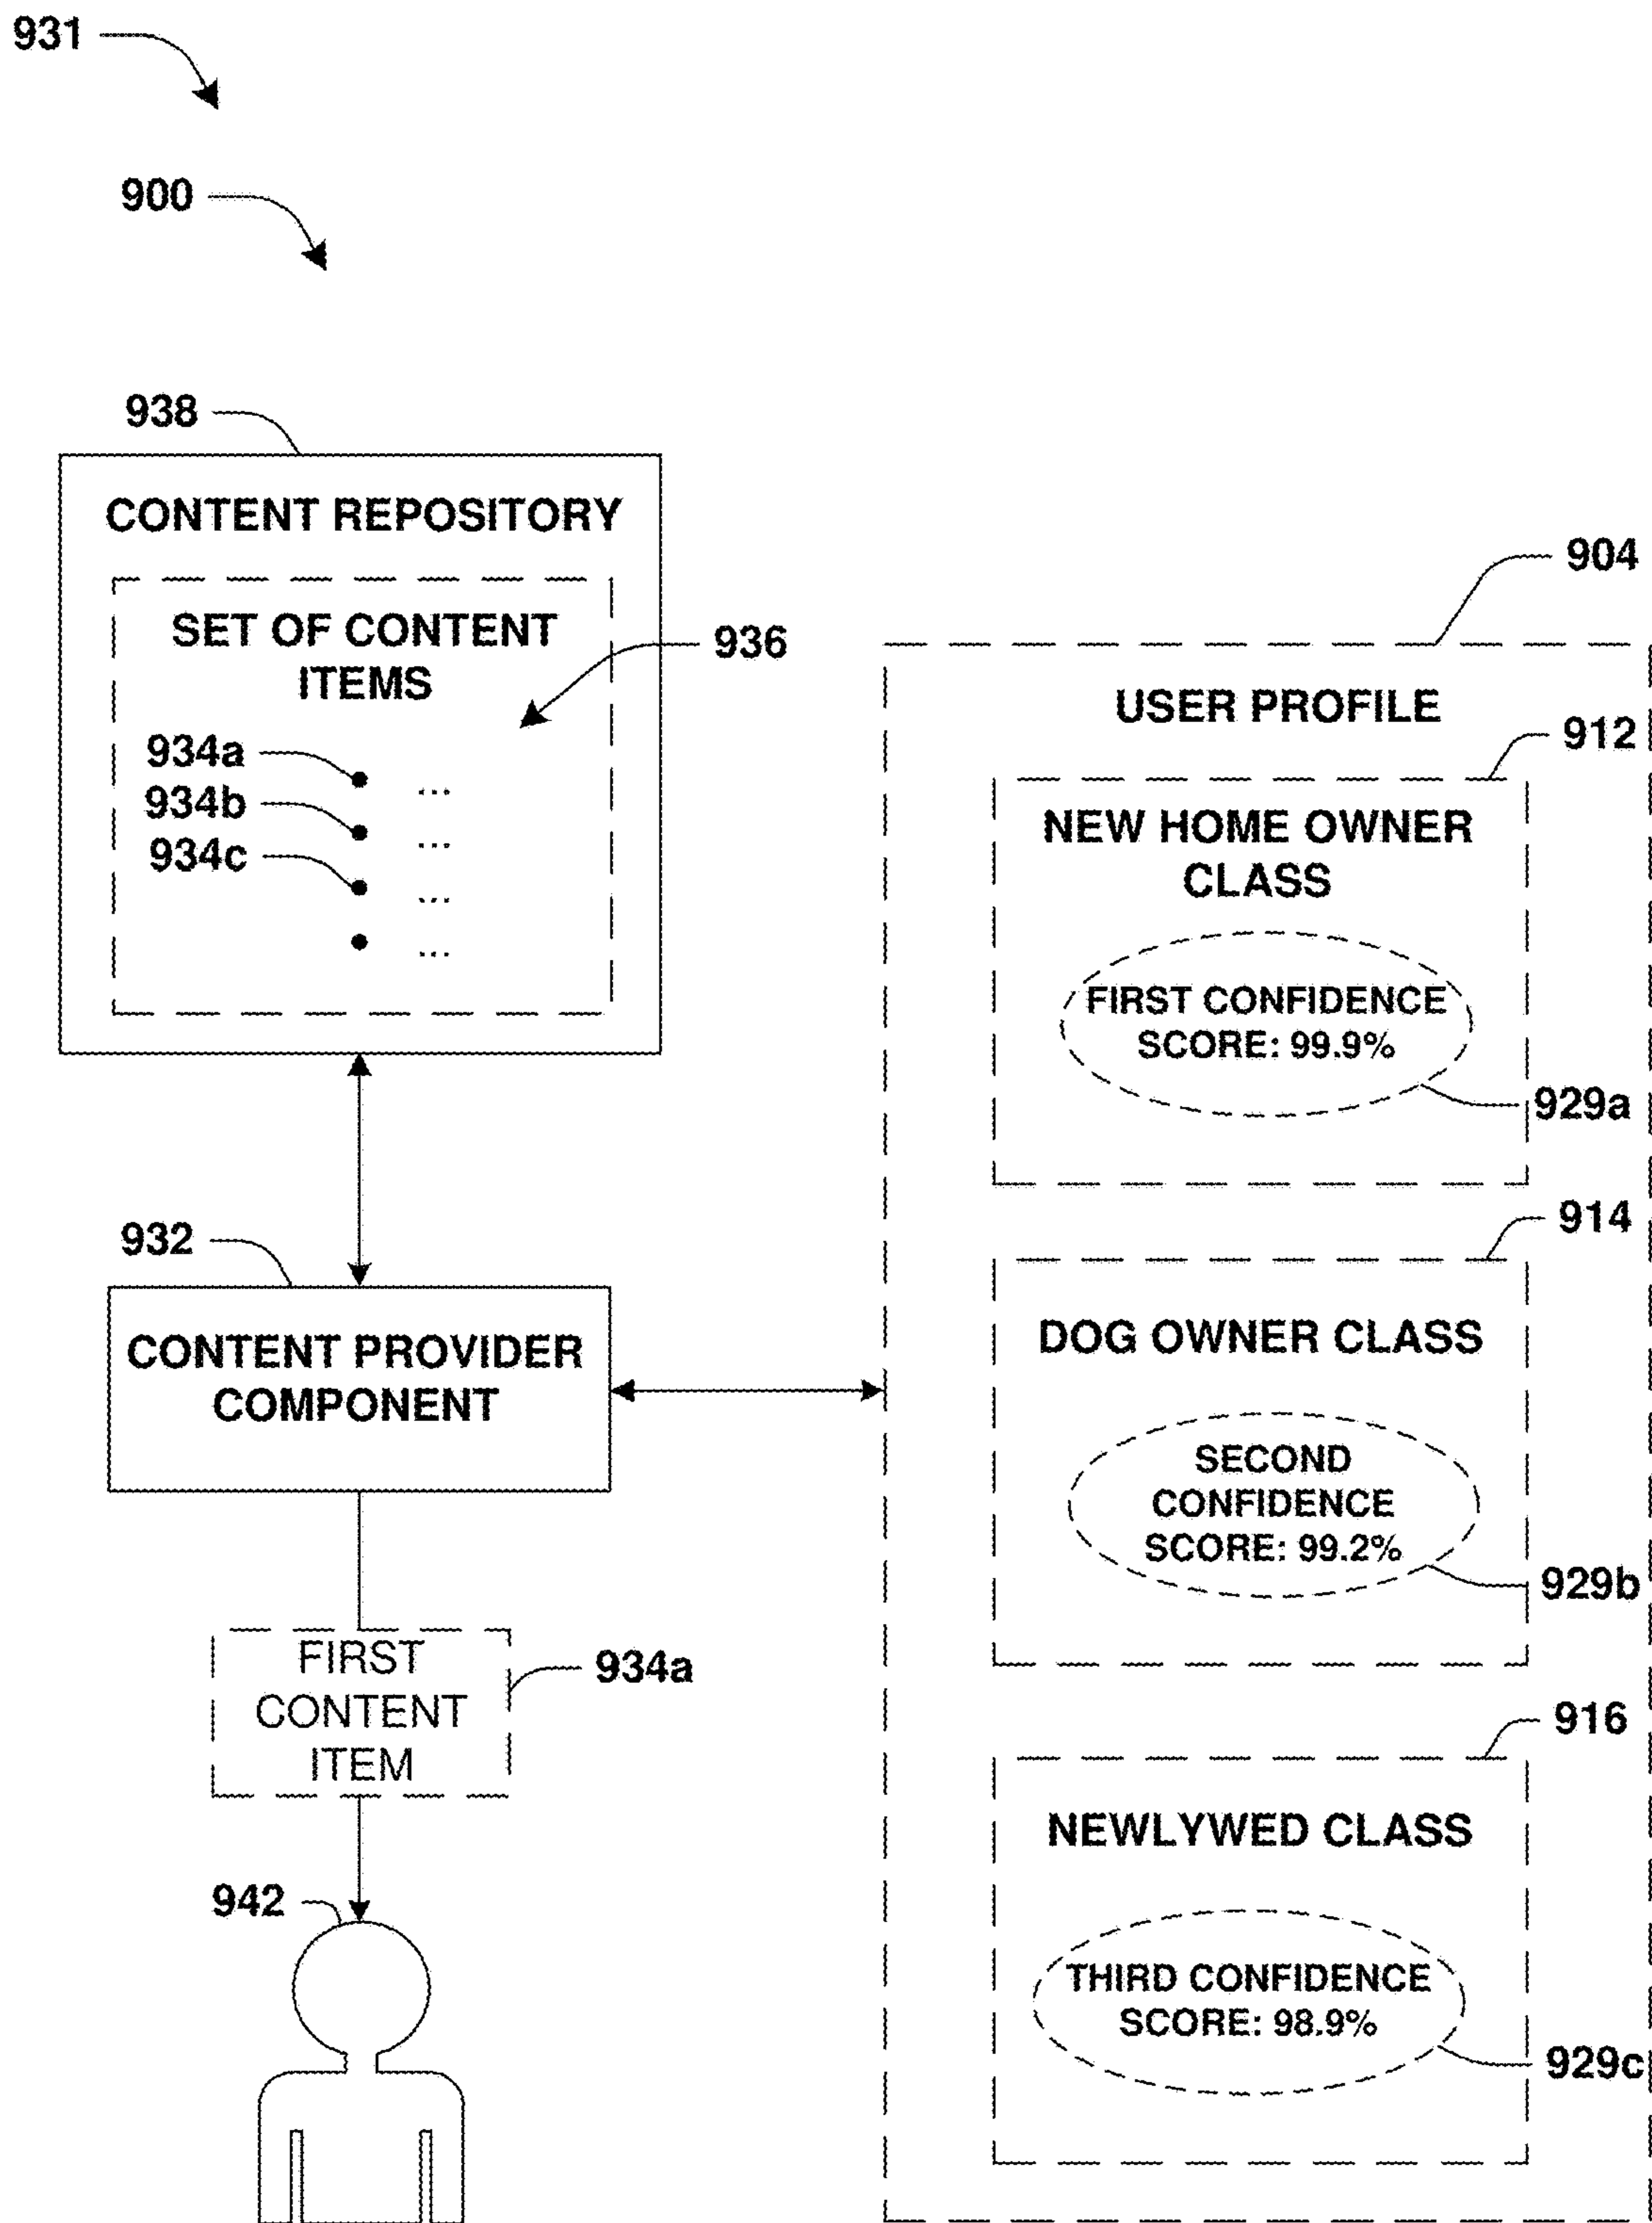 931
900
938
CONTENT REPOSITORY
SET OF CONTENT
ITEMS
936
934a
...
934b
...
934c
...
...
932
CONTENT PROVIDER
COMPONENT
FIRST
CONTENT
ITEM
934a
942
904
USER PROFILE
912
NEW HOME OWNER
CLASS
FIRST CONFIDENCE
SCORE: 99.9%
929a
914
DOG OWNER CLASS
SECOND
CONFIDENCE
SCORE: 99.2%
929b
916
NEWLYWED CLASS
THIRD CONFIDENCE
SCORE: 98.9%
929c